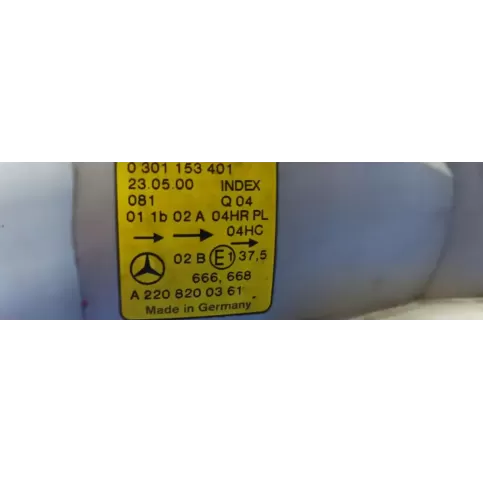 0 301 153 401
23.05.00 INDEX
081 Q 04
01 1b 02 A 04HR PL
04HC
02 B E1 37,5
666, 668
A 220 820 03 61
Made in Germany